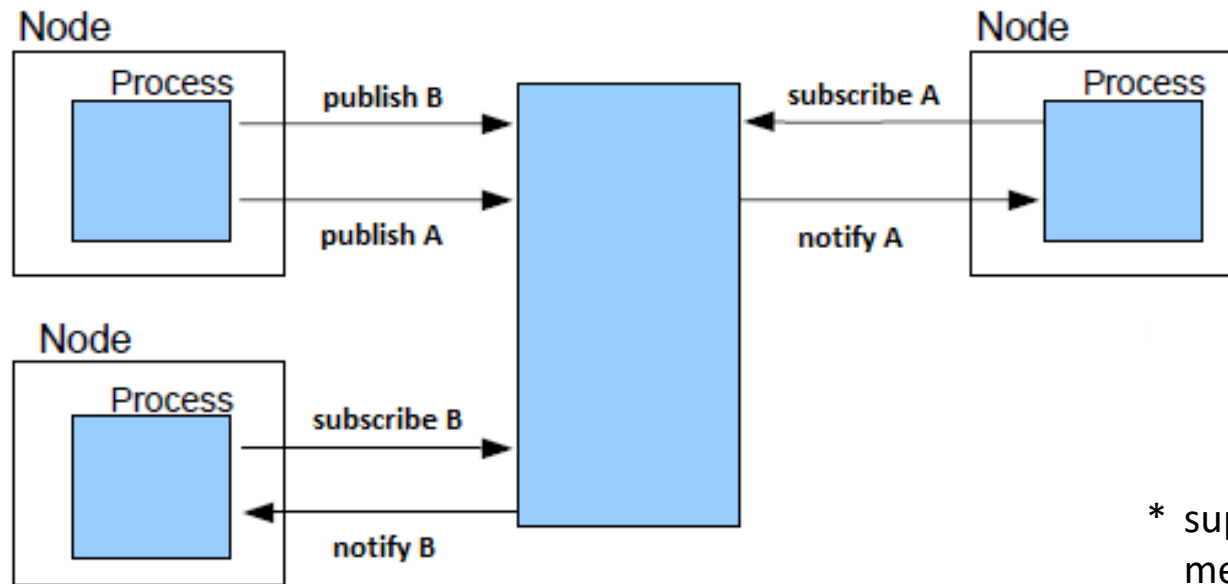 Node
Process
publish B
publish A
Node
Process
subscribe A
notify A
Node
Process
subscribe B
notify B
*